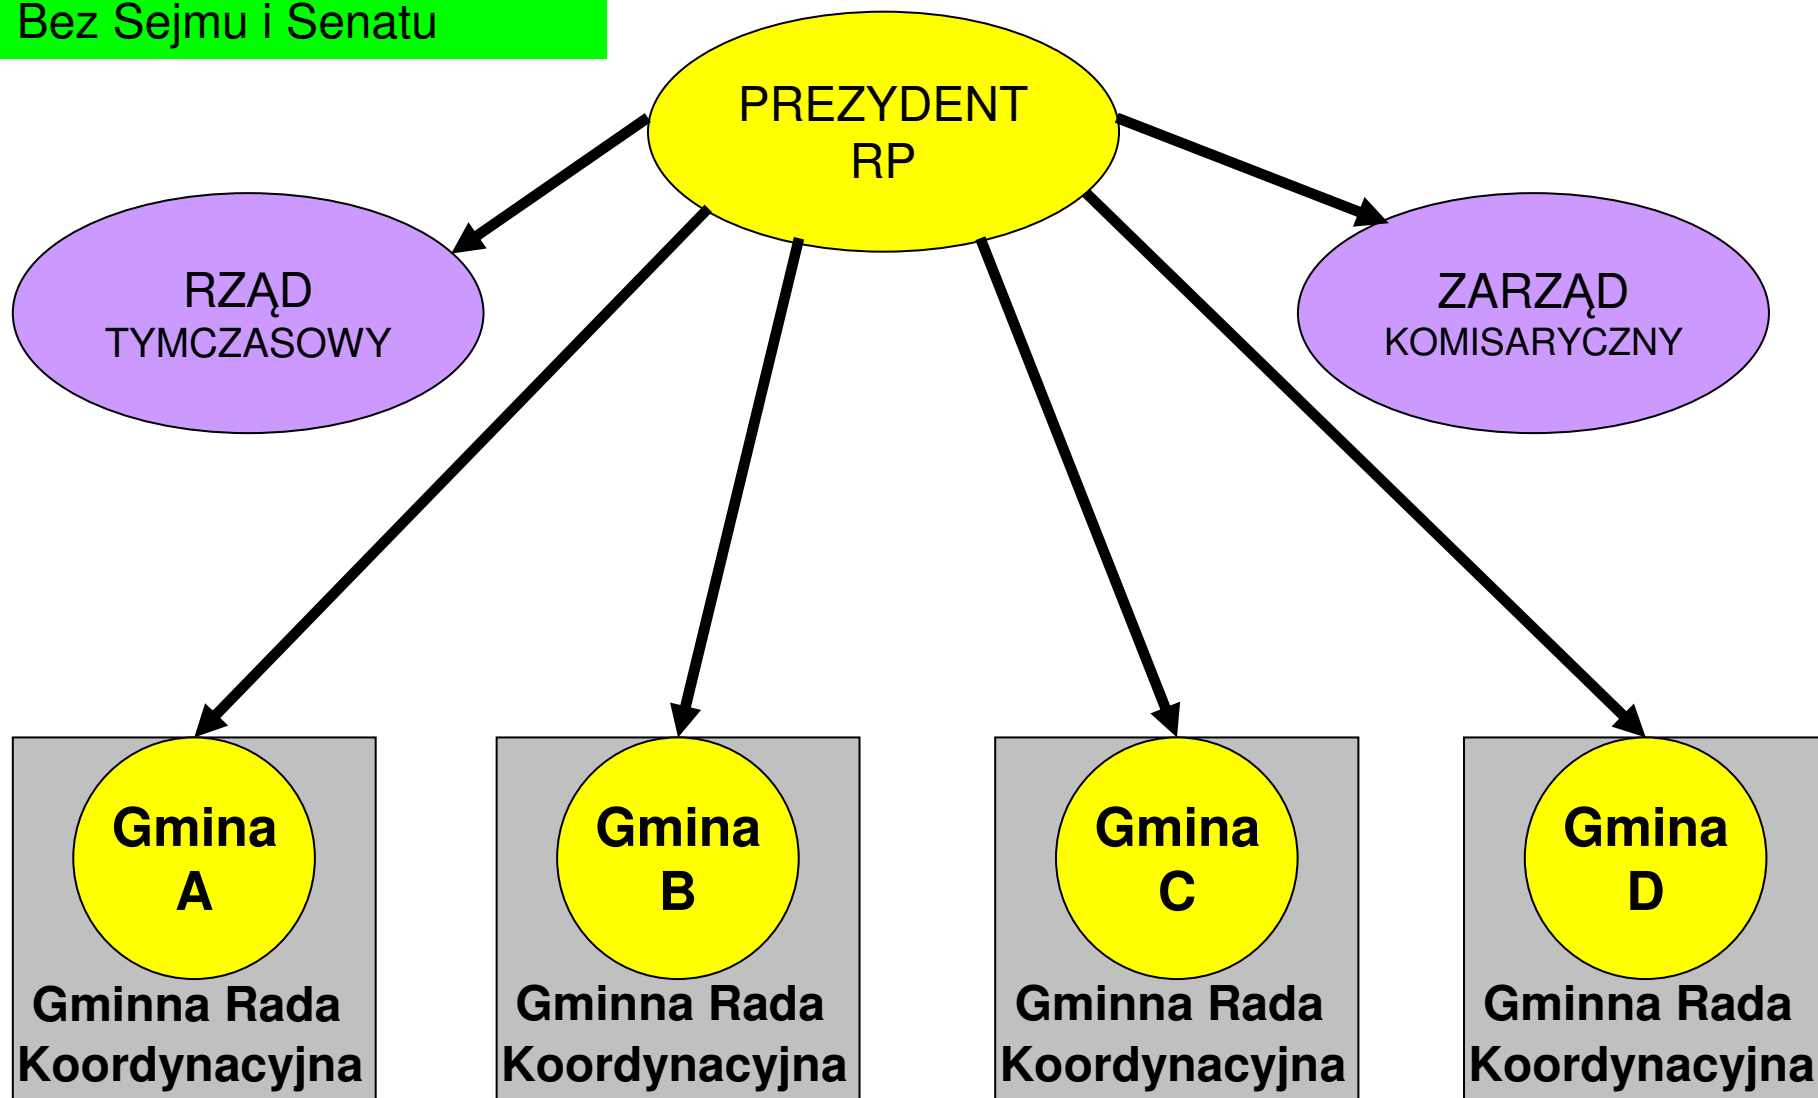 Bez Sejmu i Senatu
PREZYDENT
RP
RZĄD
TYMCZASOWY
ZARZĄD
KOMISARYCZNY
Gmina
A
Gminna Rada
Koordynacyjna
Gmina
B
Gminna Rada
Koordynacyjna
Gmina
C
Gminna Rada
Koordynacyjna
Gmina
D
Gminna Rada
Koordynacyjna